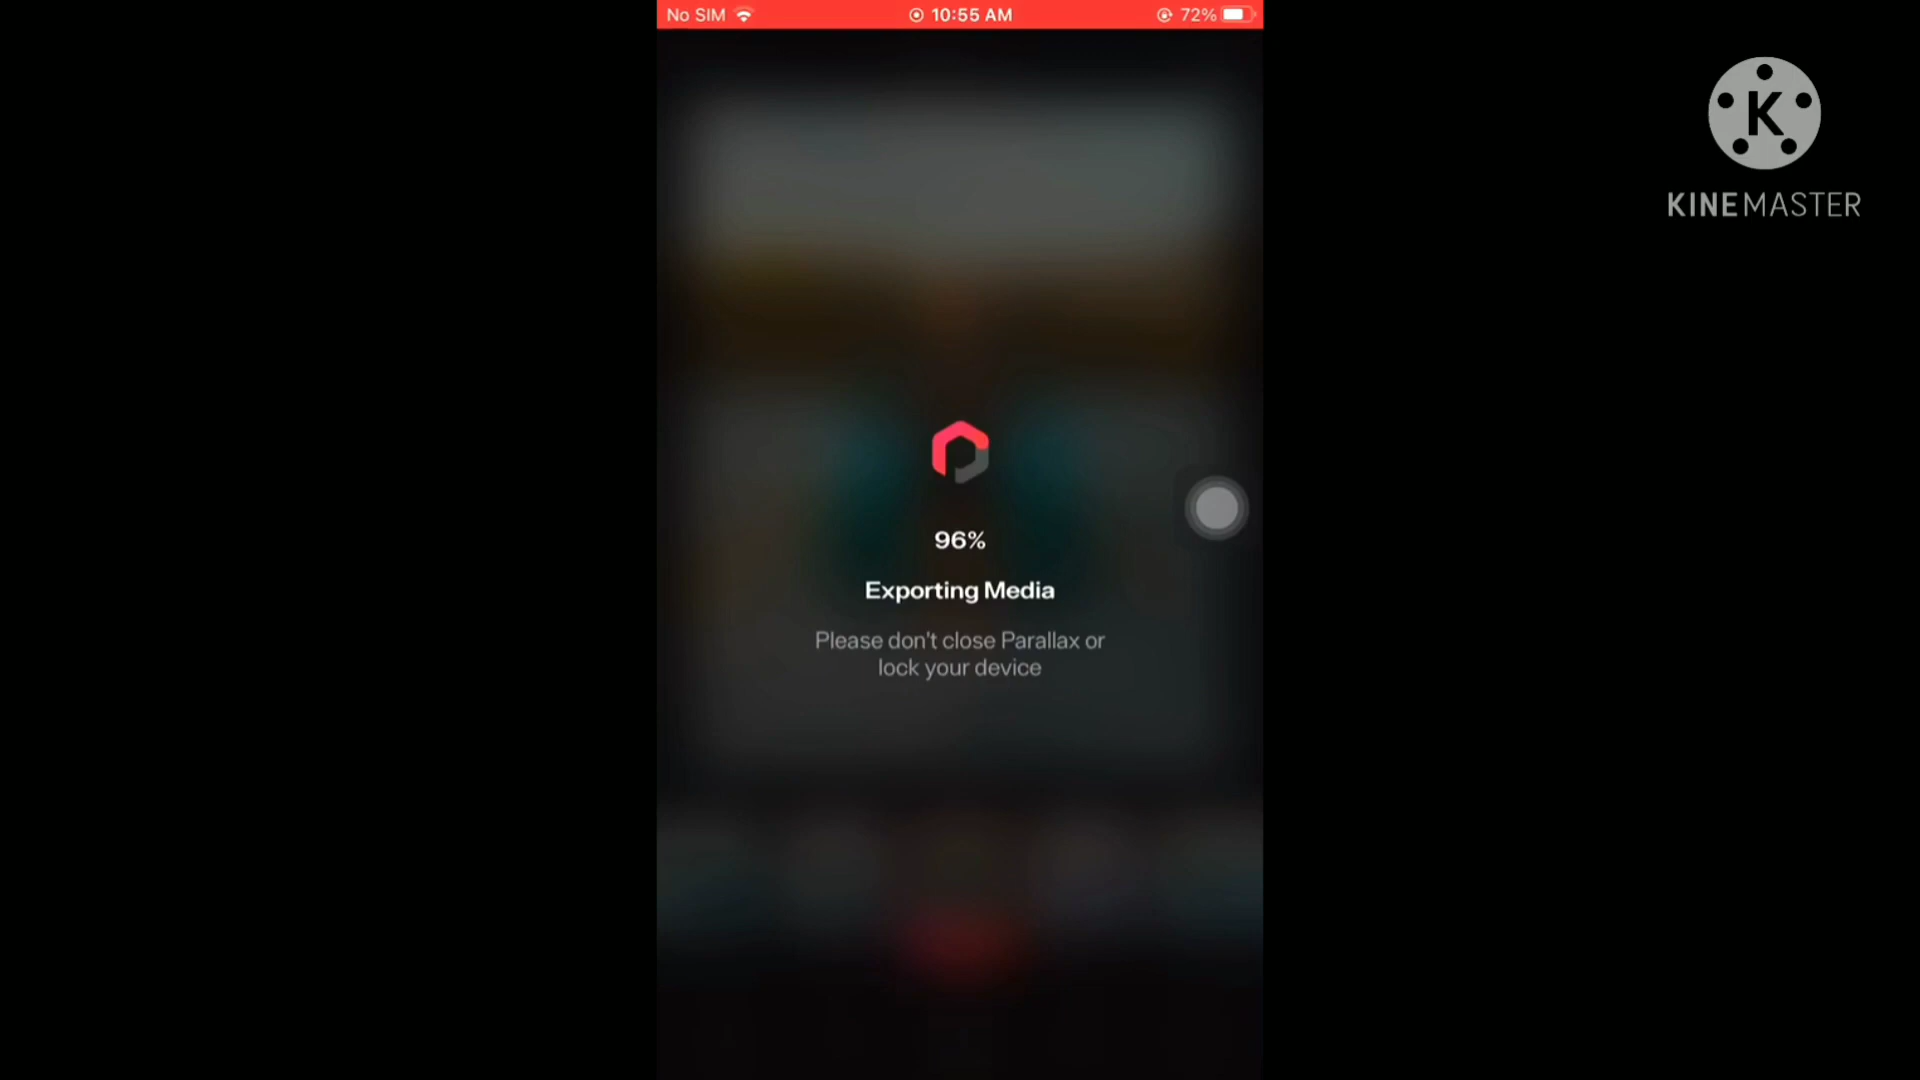 No SIM 10:55 AM 72%
K
KINEMASTER
96%
Exporting Media
Please don't close Parallax or
lock your device